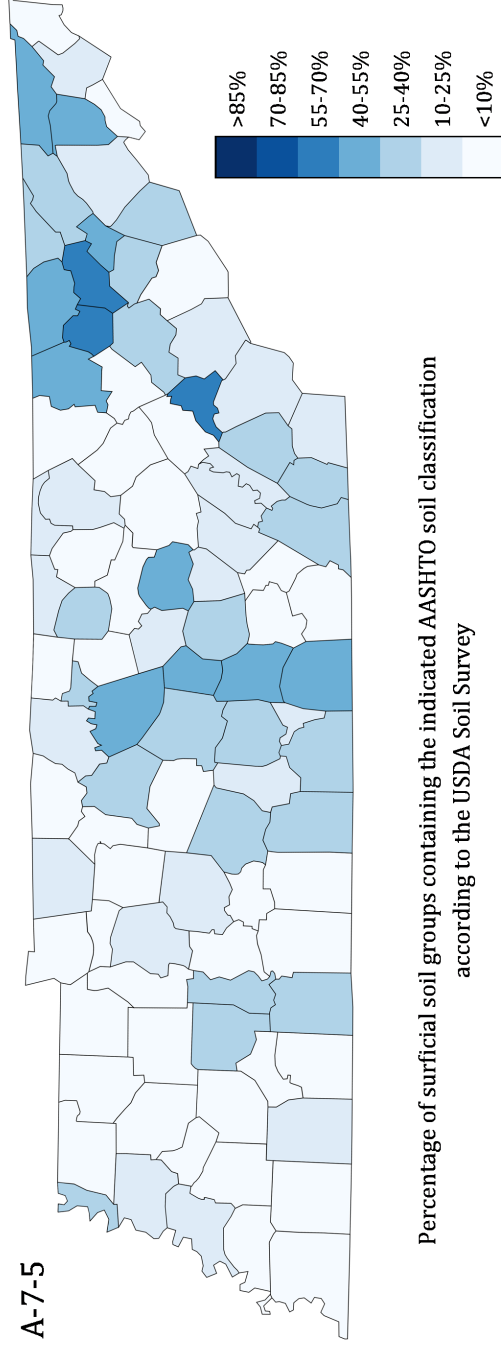 A-7-5
>85%
70-85%
55-70%
40-55%
25-40%
10-25%
<10%
Percentage of surficial soil groups containing the indicated AASHTO soil classification
according to the USDA Soil Survey